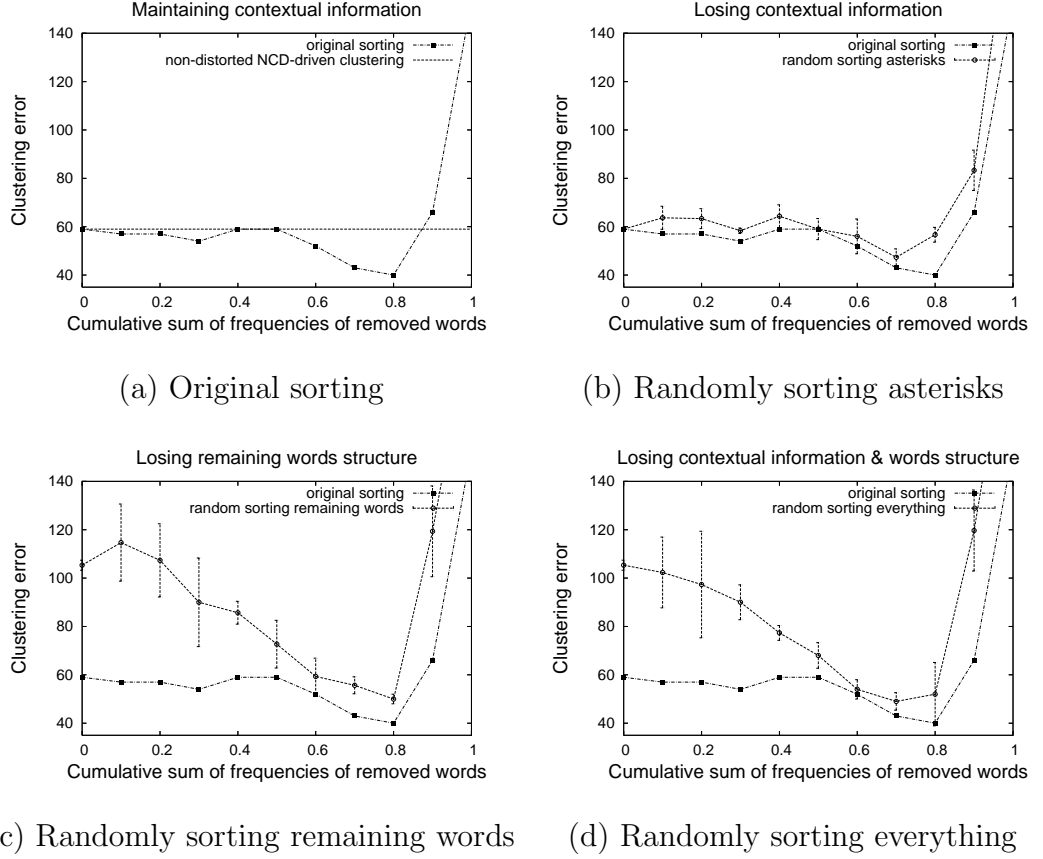 Maintaining contextual information
140
120
100
80
60
40
Clustering error
original sorting
non-distorted NCD-driven clustering
0 0.2 0.4 0.6 0.8 1
Cumulative sum of frequencies of removed words
(a) Original sorting
Losing contextual information
140
120
100
80
60
40
Clustering error
original sorting
random sorting asterisks
0 0.2 0.4 0.6 0.8 1
Cumulative sum of frequencies of removed words
(b) Randomly sorting asterisks
Losing remaining words structure
140
120
100
80
60
40
Clustering error
original sorting
random sorting remaining words
0 0.2 0.4 0.6 0.8 1
Cumulative sum of frequencies of removed words
c) Randomly sorting remaining words
Losing contextual information & words structure
140
120
100
80
60
40
Clustering error
original sorting
random sorting everything
0 0.2 0.4 0.6 0.8 1
Cumulative sum of frequencies of removed words
(d) Randomly sorting everything